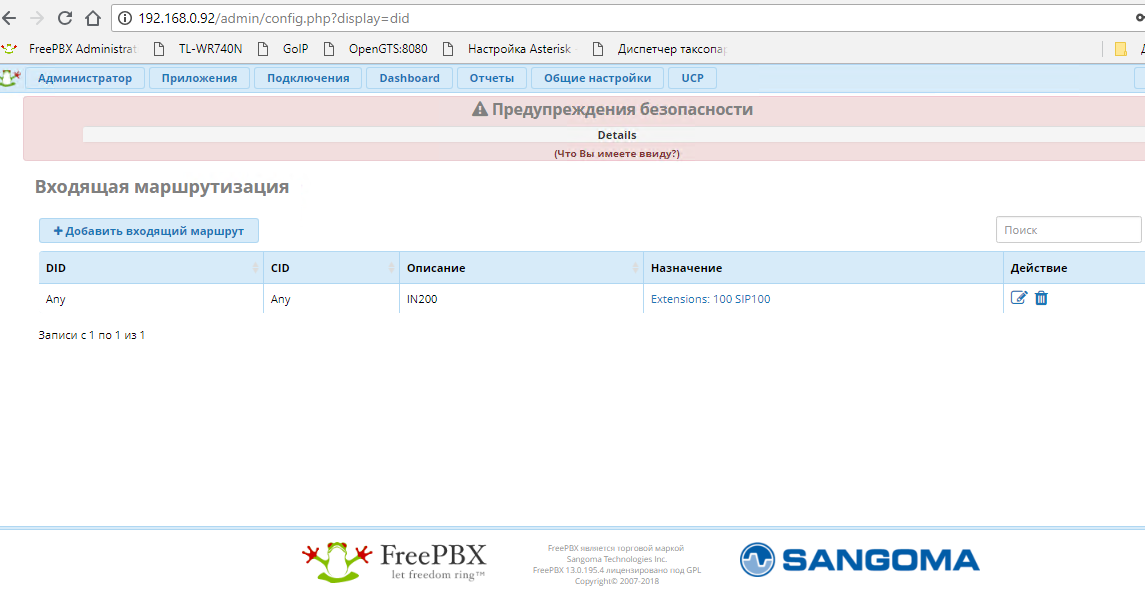 192.168.0.92/admin/config.php?display=did
FreePBX Administrat TL-WR740N GoIP OpenGTS:8080 Настройка Asterisk Диспетчер таксопар
Администратор Приложения Подключения Dashboard Отчеты Общие настройки UCP
Предупреждения безопасности
Details
(Что Вы имеете ввиду?)
Входящая маршрутизация
+ Добавить входящий маршрут Поиск
DID CID Описание Назначение Действие
Any Any IN200 Extensions: 100 SIP100
Записи с 1 по 1 из 1
FreePBX
let freedom ring™
FreePBX является торговой маркой
Sangoma Technologies Inc.
FreePBX 13.0.195.4 лицензировано под GPL
Copyright© 2007-2018
SANGOMA